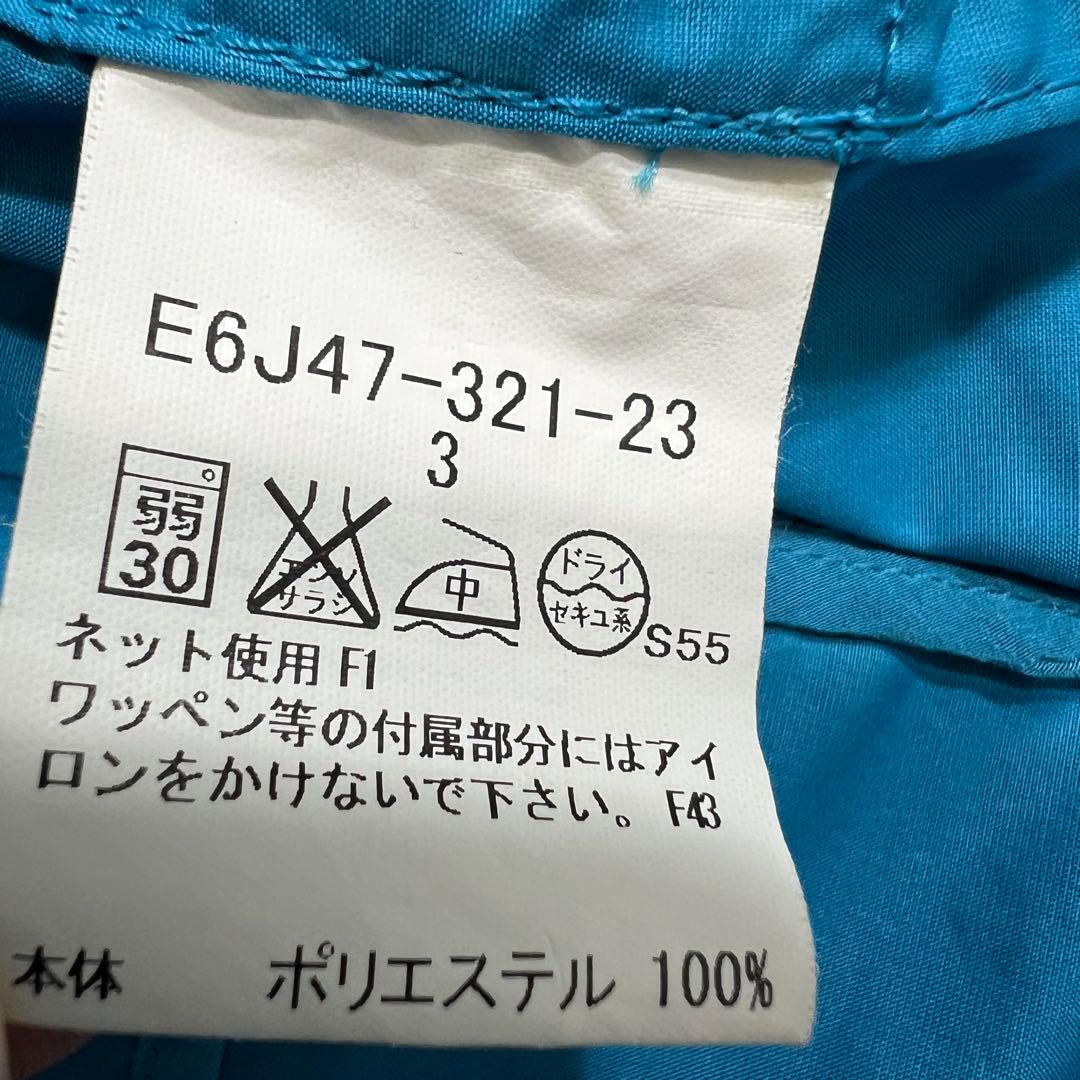 E6J47-321-23
3
弱
30
エンソ
サラシ
中
ドライ
セキユ系
S55
ネット使用 F1
ワッペン等の付属部分にはアイ
ロンをかけないで下さい。F43
本体 ポリエステル 100%